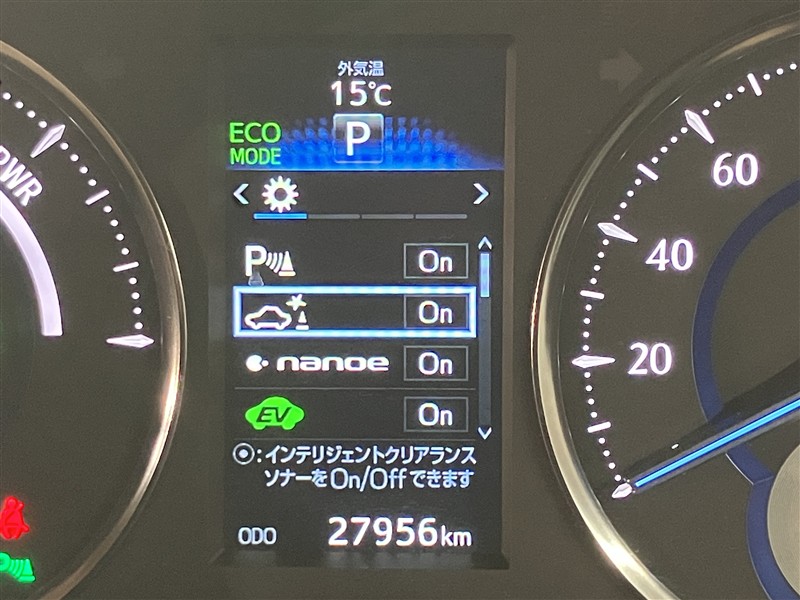 外気温
15℃
ECO
MODE
P
PWR
P On
On
nanoe On
EV On
◉:インテリジェントクリアランス
ソナーをOn/Offできます
ODO 27956km
60
40
20
P